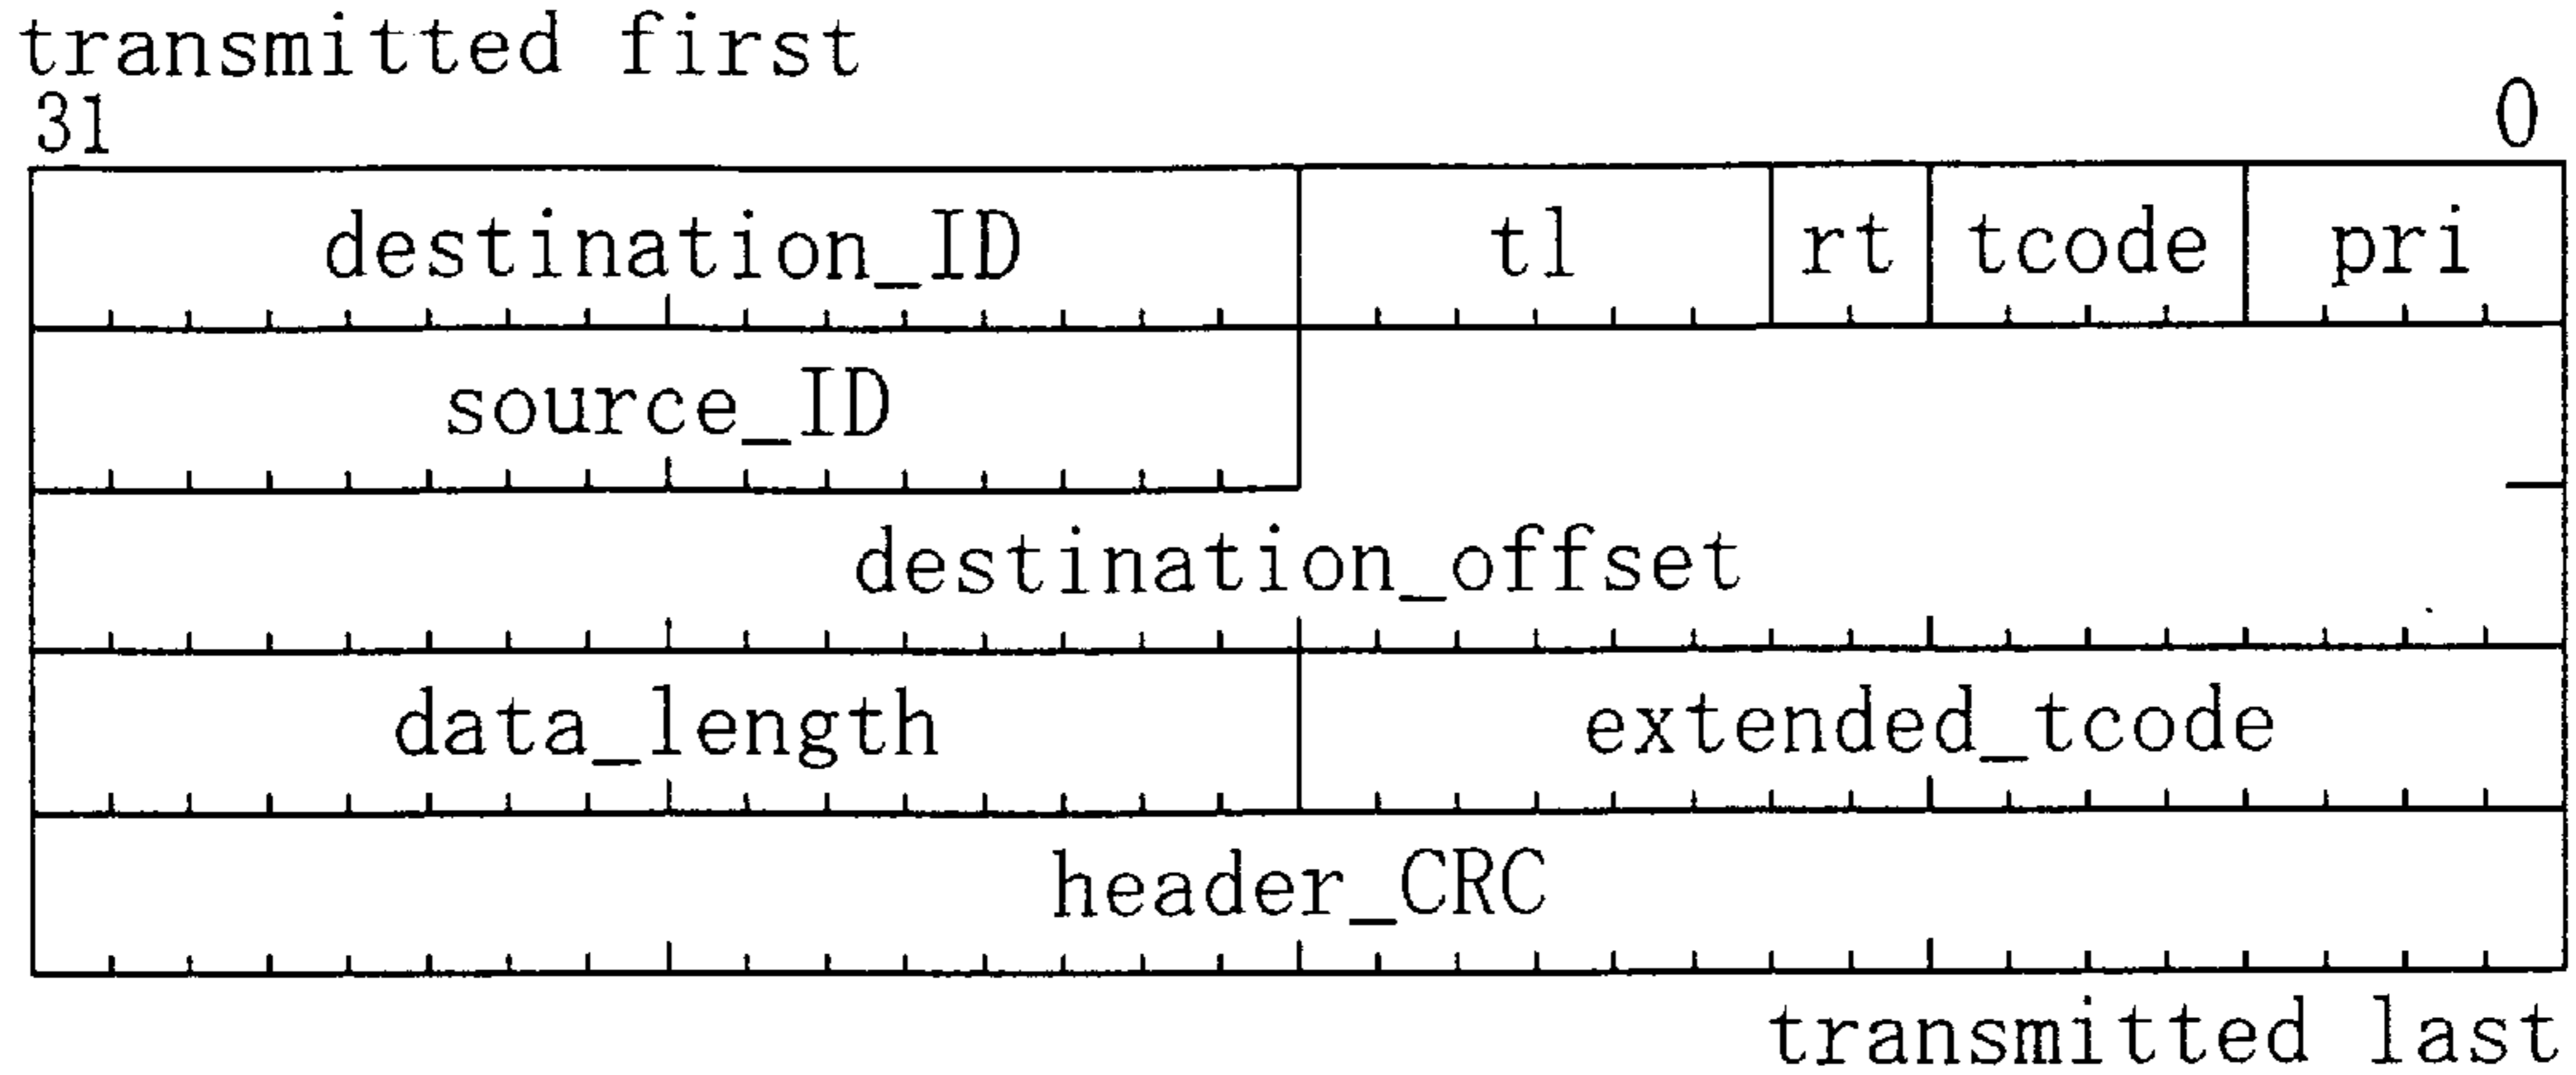 transmitted first
31 0
destination_ID tl rt tcode pri
source_ID
destination_offset
data_length extended_tcode
header_CRC
transmitted last